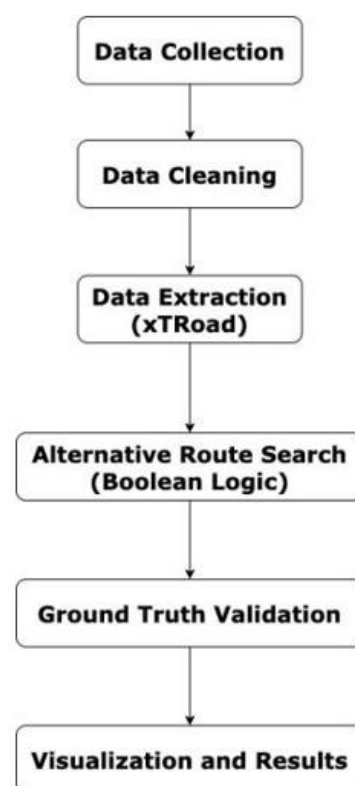 Data Collection
Data Cleaning
Data Extraction
(xTRoad)
Alternative Route Search
(Boolean Logic)
Ground Truth Validation
Visualization and Results